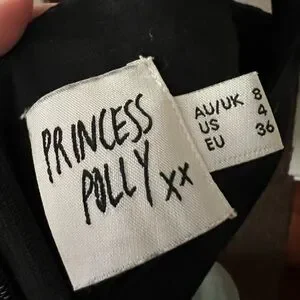 PRINCESS
POLLY xx
AU/UK 8
US 4
EU 36